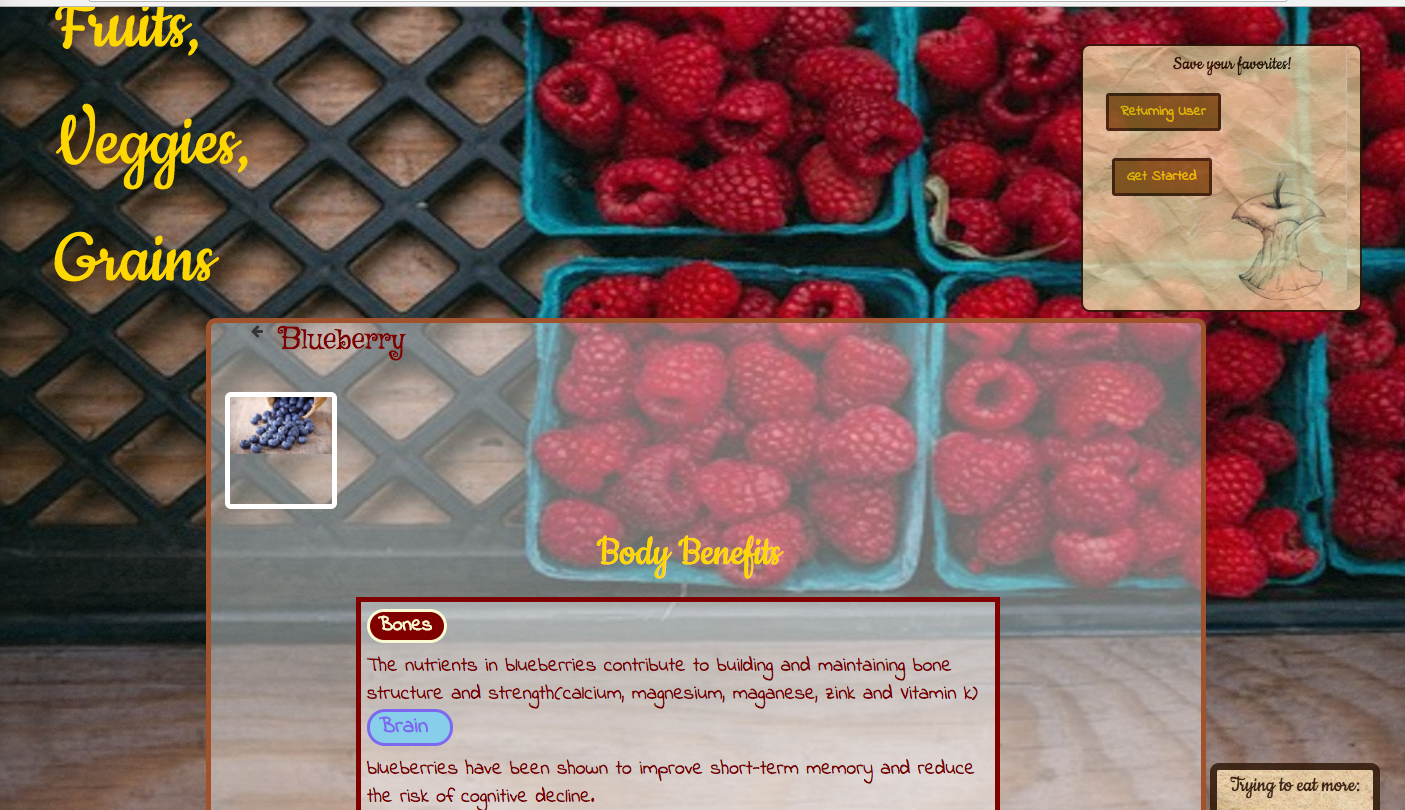 Fruits,
Veggies,
Grains
Save your favorites!
Returning User
Get Started
Blueberry
Body Benefits
Bones
The nutrients in blueberries contribute to building and maintaining bone
structure and strength(calcium, magnesium, maganese, zink and Vitamin K)
Brain
blueberries have been shown to improve short-term memory and reduce
the risk of cognitive decline.
Trying to eat more: